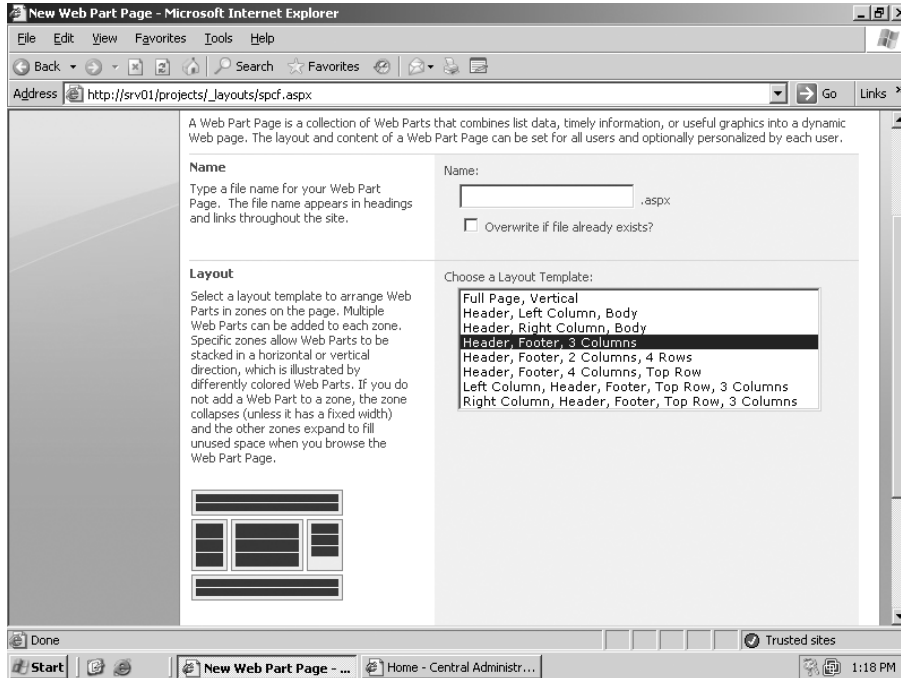 New Web Part Page - Microsoft Internet Explorer
File Edit View Favorites Tools Help
Back Search Favorites
Address http://srv01/projects/_layouts/spcf.aspx Go Links
A Web Part Page is a collection of Web Parts that combines list data, timely information, or useful graphics into a dynamic
Web page. The layout and content of a Web Part Page can be set for all users and optionally personalized by each user.
Name
Type a file name for your Web Part
Page. The file name appears in headings
and links throughout the site.
Name:
.aspx
Overwrite if file already exists?
Layout
Select a layout template to arrange Web
Parts in zones on the page. Multiple
Web Parts can be added to each zone.
Specific zones allow Web Parts to be
stacked in a horizontal or vertical
direction, which is illustrated by
differently colored Web Parts. If you do
not add a Web Part to a zone, the zone
collapses (unless it has a fixed width)
and the other zones expand to fill
unused space when you browse the
Web Part Page.
Choose a Layout Template:
Full Page, Vertical
Header, Left Column, Body
Header, Right Column, Body
Header, Footer, 3 Columns
Header, Footer, 2 Columns, 4 Rows
Header, Footer, 4 Columns, Top Row
Left Column, Header, Footer, Top Row, 3 Columns
Right Column, Header, Footer, Top Row, 3 Columns
Done Trusted sites
Start New Web Part Page - ... Home - Central Administr... 1:18 PM